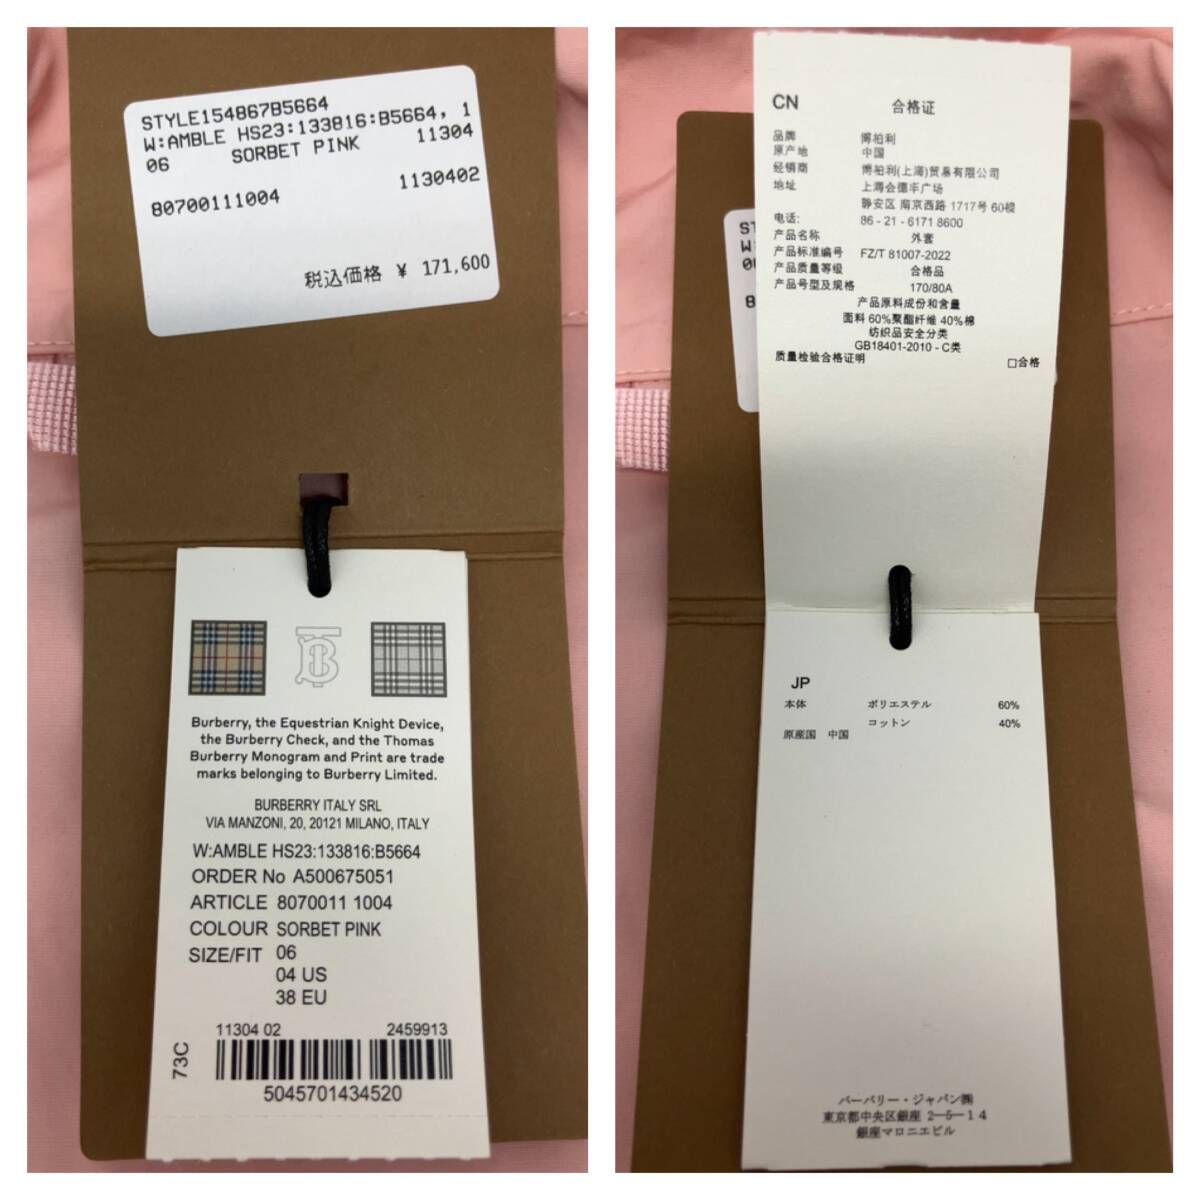 STYLE154867B5664
W:AMBLE HS23:133816:B5664, 1
06 SORBET PINK 11304
80700111004 1130402
税込価格 ¥ 171,600
Burberry, the Equestrian Knight Device,
the Burberry Check, and the Thomas
Burberry Monogram and Print are trade
marks belonging to Burberry Limited.
BURBERRY ITALY SRL
VIA MANZONI, 20, 20121 MILANO, ITALY
W:AMBLE HS23:133816:B5664
ORDER No A500675051
ARTICLE 8070011 1004
COLOUR SORBET PINK
SIZE/FIT 06
04 US
38 EU
11304 02 2459913
73C
5045701434520
CN 合格证
品牌 博柏利
原产地 中国
经销商 博柏利(上海)贸易有限公司
地址 上海会德丰广场
静安区 南京西路 1717号 60楼
电话: 86 - 21 - 6171 8600
产品名称 外套
产品标准编号 FZ/T 81007-2022
产品质量等级 合格品
产品号型及规格 170/80A
产品原料成份和含量
面料 60%聚酯纤维 40%棉
纺织品安全分类
GB18401-2010 - C类
质量检验合格证明 □合格
ST
W:
0
8
JP
本体 ポリエステル 60%
コットン 40%
原産国 中国
バーバリー・ジャパン㈱
東京都中央区銀座 2−5−14
銀座マロニエビル